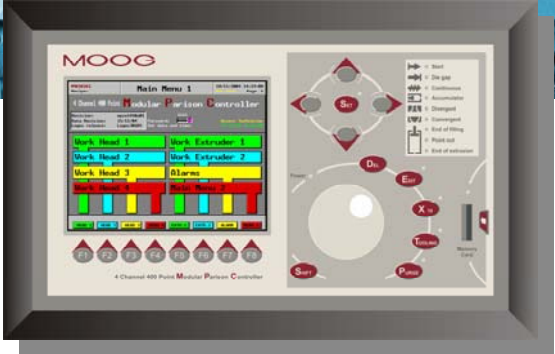 MOOG
Main Menu 1
4 Channel 400 Point Modular Parison Controller
Work Head 1
Work Extruder 1
Work Head 2
Work Extruder 2
Work Head 3
Alarms
Work Head 4
Main Menu 2
F1 F2 F3 F4 F5 F6 F7 F8
4 Channel 400 Point Modular Parison Controller
SET
DEL
EDIT
X 10
TOOLING
PURGE
SHIFT
Power
Memory
Card
= Start
= Die gap
= Continuous
= Accumulator
= Diverged
= Convergent
= End of filling
= Point out
= End of extrusion